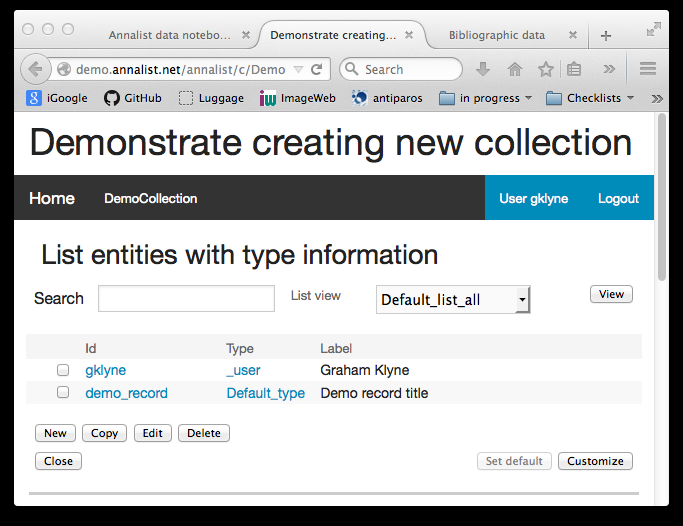 Annalist data notebo...
Demonstrate creating...
Bibliographic data
demo.annalist.net/annalist/c/Demo
Search
iGoogle GitHub Luggage ImageWeb antiparos in progress Checklists
Demonstrate creating new collection
Home DemoCollection User gklyne Logout
List entities with type information
Search List view Default_list_all View
Id Type Label
gklyne _user Graham Klyne
demo_record Default_type Demo record title
New Copy Edit Delete
Close Set default Customize